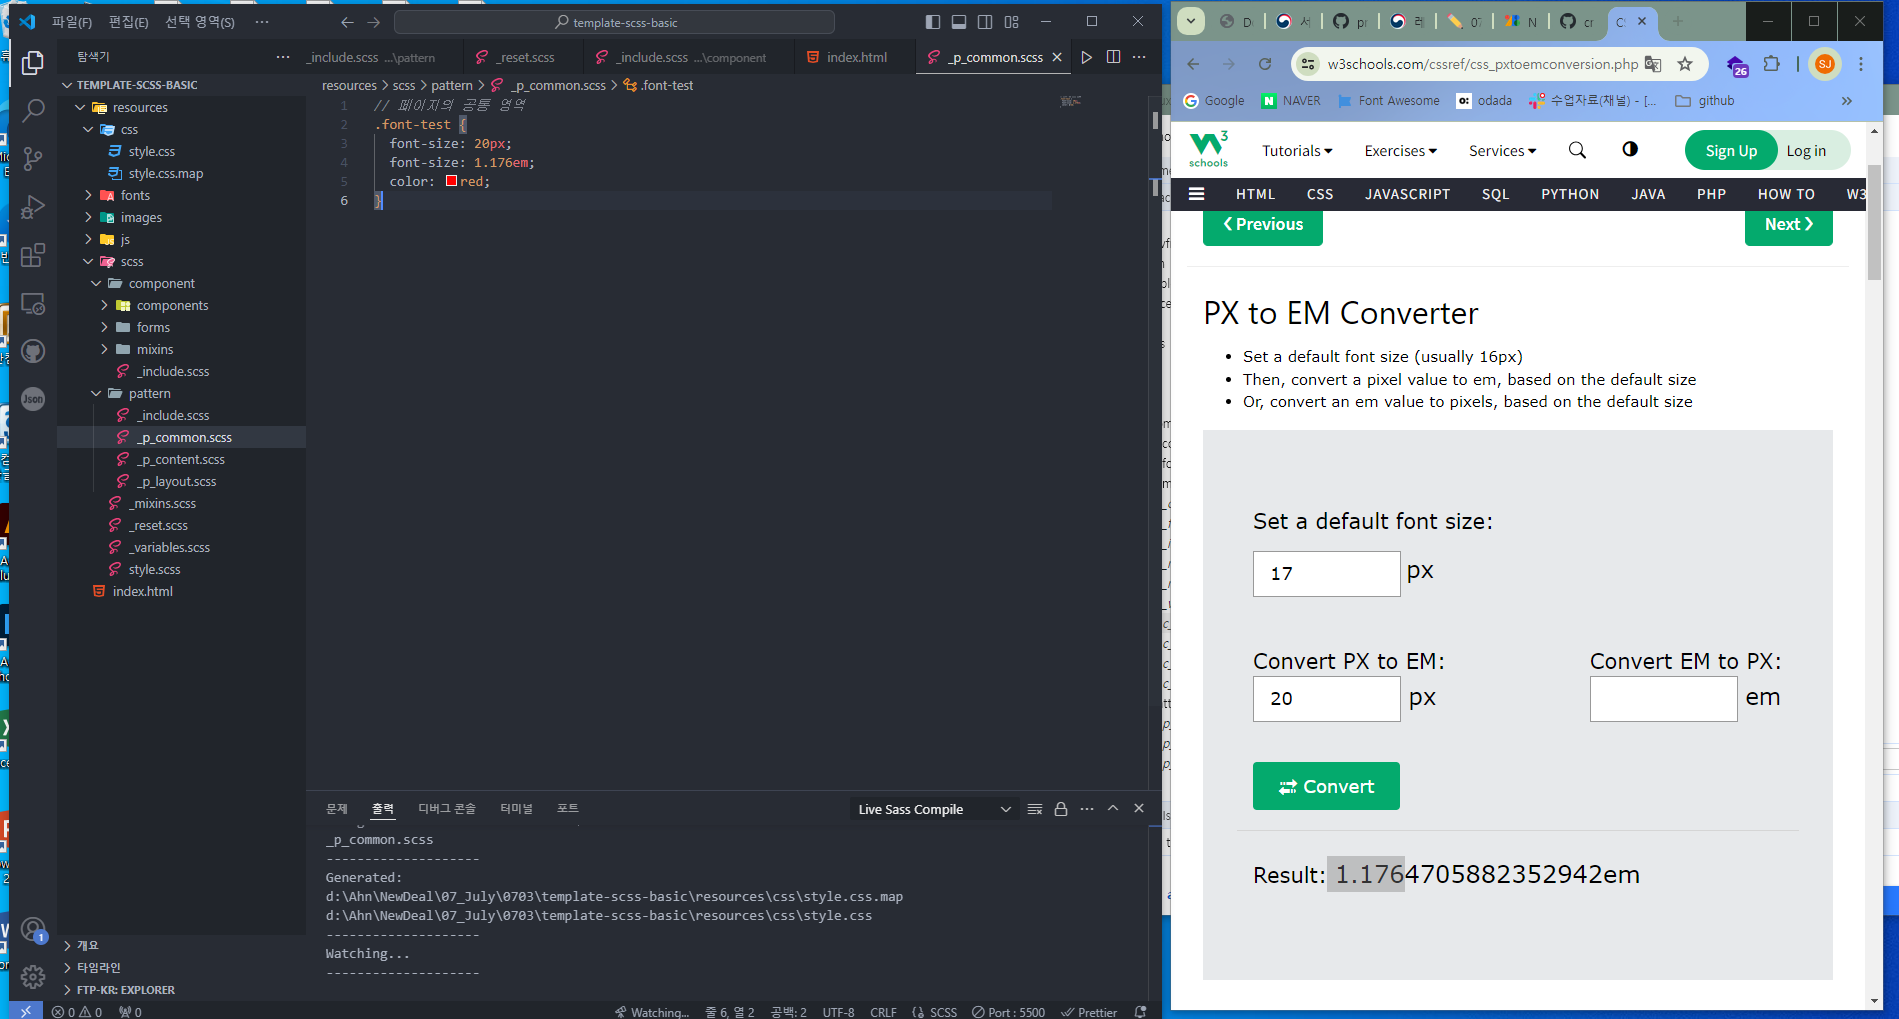 파일(F) 편집(E) 선택 영역(S) ··· template-scss-basic
탐색기 ···
TEMPLATE-SCSS-BASIC
resources
css
style.css
style.css.map
fonts
images
js
scss
component
components
forms
mixins
_include.scss
pattern
_include.scss
_p_common.scss
_p_content.scss
_p_layout.scss
_mixins.scss
_reset.scss
_variables.scss
style.scss
index.html
개요
타임라인
FTP-KR: EXPLORER
_include.scss ...\pattern _reset.scss _include.scss ...\component index.html _p_common.scss
resources > scss > pattern > _p_common.scss > .font-test
1 // 페이지의 공통 영역
2 .font-test {
3 font-size: 20px;
4 font-size: 1.176em;
5 color: red;
6 }
문제 출력 디버그 콘솔 터미널 포트 Live Sass Compile
_p_common.scss
--------------------
Generated:
d:\Ahn\NewDeal\07_July\0703\template-scss-basic\resources\css\style.css.map
d:\Ahn\NewDeal\07_July\0703\template-scss-basic\resources\css\style.css
--------------------
Watching...
--------------------
0 0 0 Watching... 줄 6, 열 2 공백: 2 UTF-8 CRLF SCSS Port : 5500 Prettier
Json
1
w3schools.com/cssref/css_pxtoemconversion.php 26 SJ
Google NAVER Font Awesome odada 수업자료(채널) - [... github
W3 schools Tutorials Exercises Services Sign Up Log in
HTML CSS JAVASCRIPT SQL PYTHON JAVA PHP HOW TO W3
❮ Previous Next ❯
PX to EM Converter
• Set a default font size (usually 16px)
• Then, convert a pixel value to em, based on the default size
• Or, convert an em value to pixels, based on the default size
Set a default font size:
17 px
Convert PX to EM: Convert EM to PX:
20 px em
Convert
Result: 1.1764705882352942em